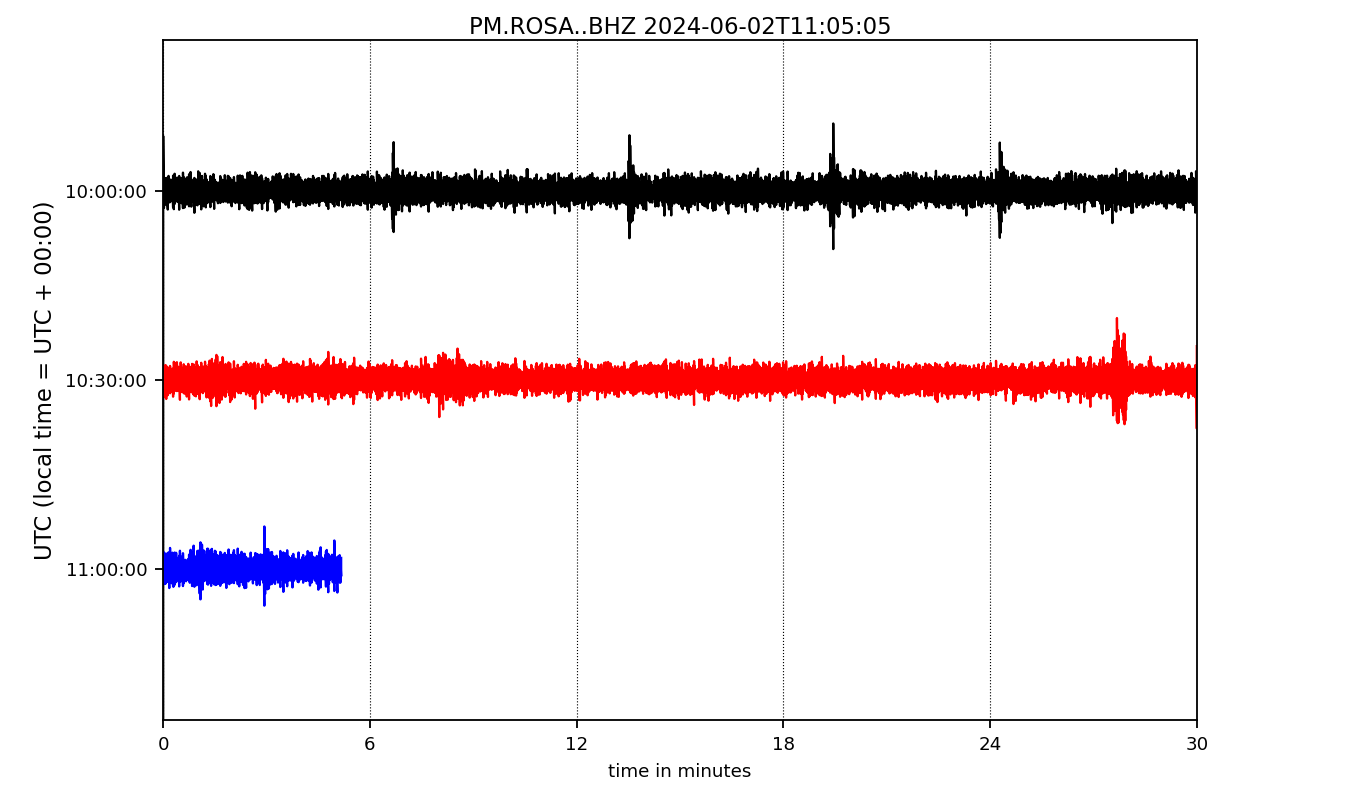 PM.ROSA..BHZ 2024-06-02T11:05:05
UTC (local time = UTC + 00:00)
10:00:00
10:30:00
11:00:00
0 6 12 18 24 30
time in minutes